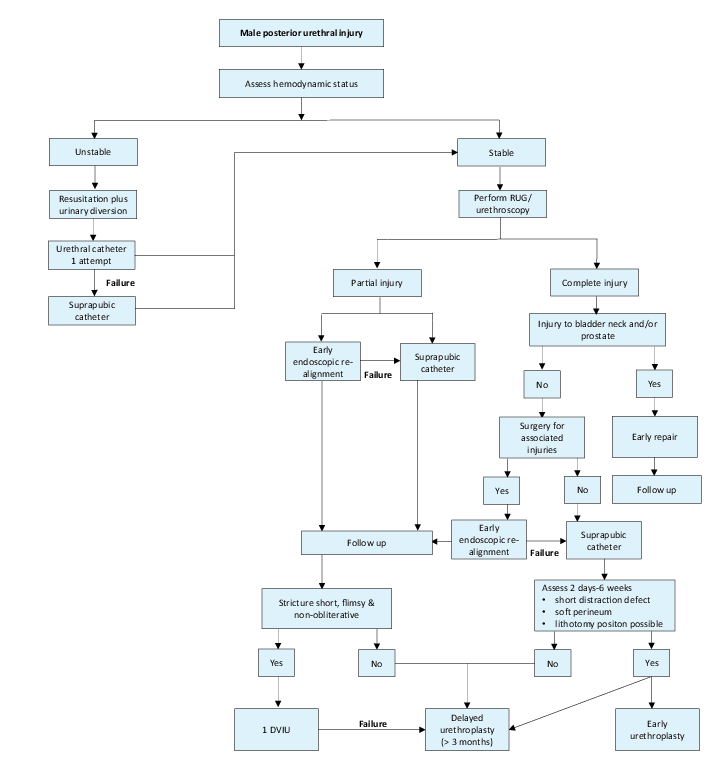 Male posterior urethral injury
Assess hemodynamic status
Unstable
Stable
Resusitation plus
urinary diversion
Perform RUG/
urethroscopy
Urethral catheter
1 attempt
Failure
Suprapubic
catheter
Partial injury
Complete injury
Injury to bladder neck and/or
prostate
Early
endoscopic re-
alignment
Failure
Suprapubic
catheter
No
Yes
Surgery for
associated
injuries
Early repair
Yes
No
Follow up
Follow up
Early
endoscopic re-
alignment
Failure
Suprapubic
catheter
Stricture short, flimsy &
non-obliterative
Assess 2 days-6 weeks
• short distraction defect
• soft perineum
• lithotomy positon possible
Yes
No
No
Yes
1 DVIU
Failure
Delayed
urethroplasty
(> 3 months)
Early
urethroplasty